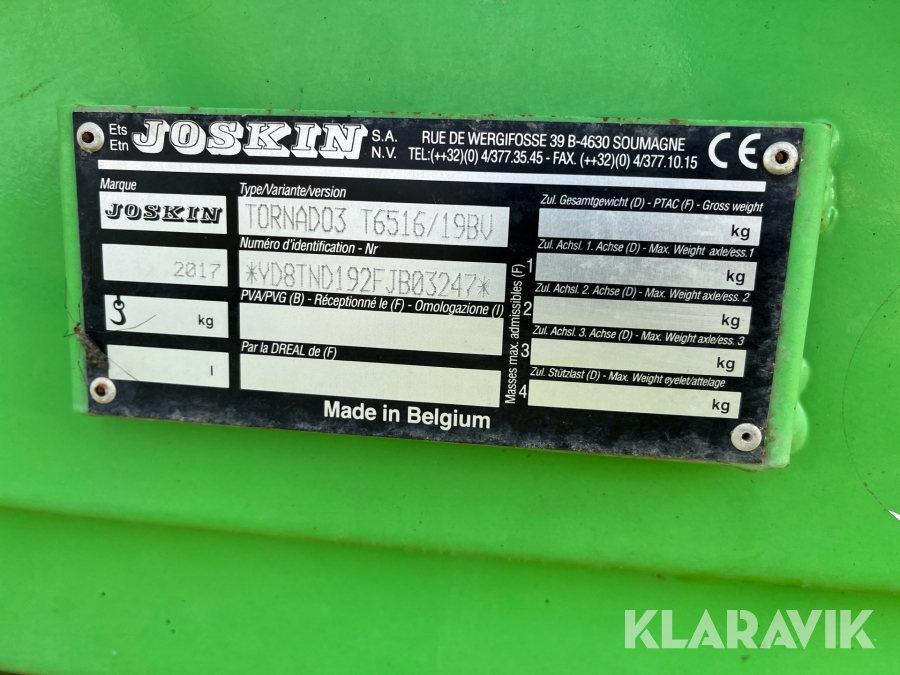 Ets
Etn
JOSKIN
S.A.
N.V.
RUE DE WERGIFOSSE 39 B-4630 SOUMAGNE
TEL:(++32)(0) 4/377.35.45 - FAX. (++32)(0) 4/377.10.15
CE
Marque
JOSKIN
2017
kg
l
Type/Variante/version
TORNADO3 T6516/19BV
Numéro d'identification - Nr
*YD8TND192FJB03247*
PVA/PVG (B) - Réceptionné le (F) - Omologazione (I)
Par la DREAL de (F)
Masses max. admissibles (F)
Zul. Gesamtgewicht (D) - PTAC (F) - Gross weight
kg
Zul. Achsl. 1. Achse (D) - Max. Weight axle/ess.1
1 kg
Zul. Achsl. 2. Achse (D) - Max. Weight axle/ess. 2
2 kg
Zul. Achsl. 3. Achse (D) - Max. Weight axle/ess. 3
3 kg
Zul. Stützlast (D) - Max. Weight eyelet/attelage
4 kg
Made in Belgium
KLARAVIK